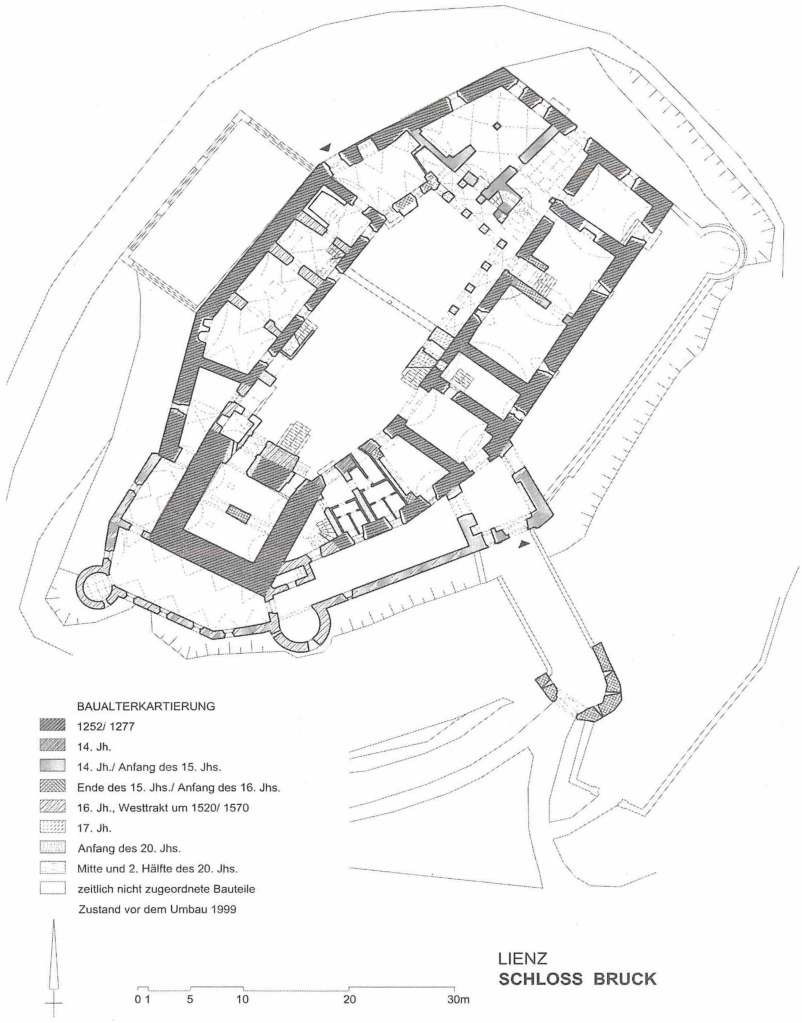 BAUALTERKARTIERUNG
1252/ 1277
14. Jh.
14. Jh./ Anfang des 15. Jhs.
Ende des 15. Jhs./ Anfang des 16. Jhs.
16. Jh., Westtrakt um 1520/ 1570
17. Jh.
Anfang des 20. Jhs.
Mitte und 2. Hälfte des 20. Jhs.
zeitlich nicht zugeordnete Bauteile
Zustand vor dem Umbau 1999
0 1 5 10 20 30m
LIENZ
SCHLOSS BRUCK